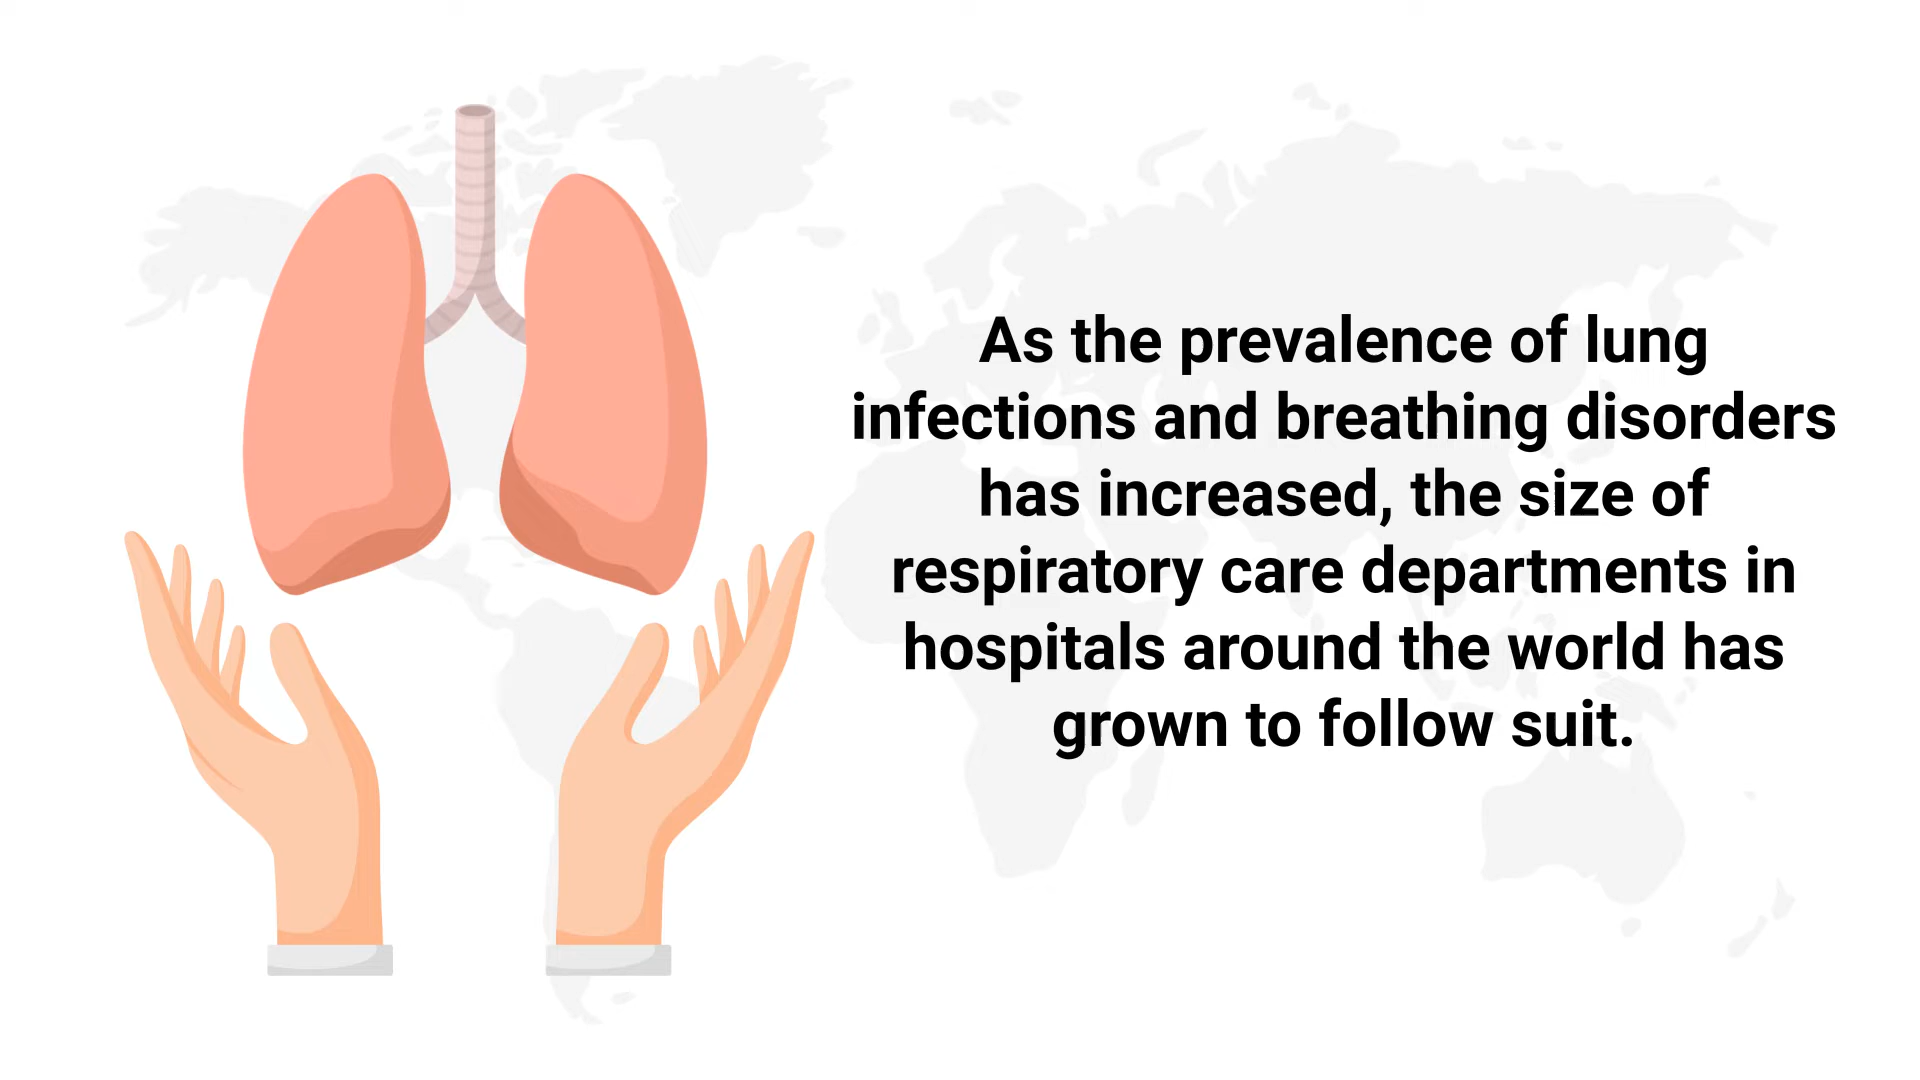 As the prevalence of lung
infections and breathing disorders
has increased, the size of
respiratory care departments in
hospitals around the world has
grown to follow suit.